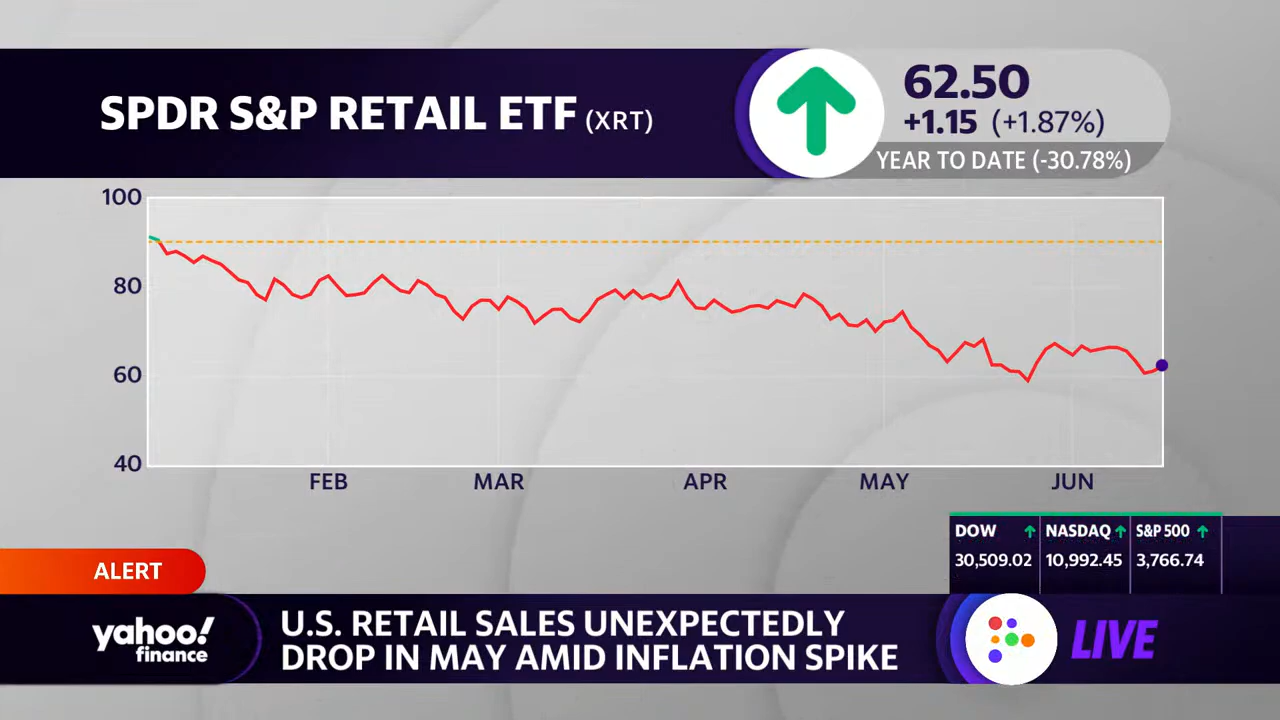 SPDR S&P RETAIL ETF (XRT)
62.50
+1.15 (+1.87%)
YEAR TO DATE (-30.78%)
100
80
60
40
FEB MAR APR MAY JUN
DOW NASDAQ S&P 500
30,509.02 10,992.45 3,766.74
ALERT
yahoo!
finance
U.S. RETAIL SALES UNEXPECTEDLY
DROP IN MAY AMID INFLATION SPIKE
LIVE